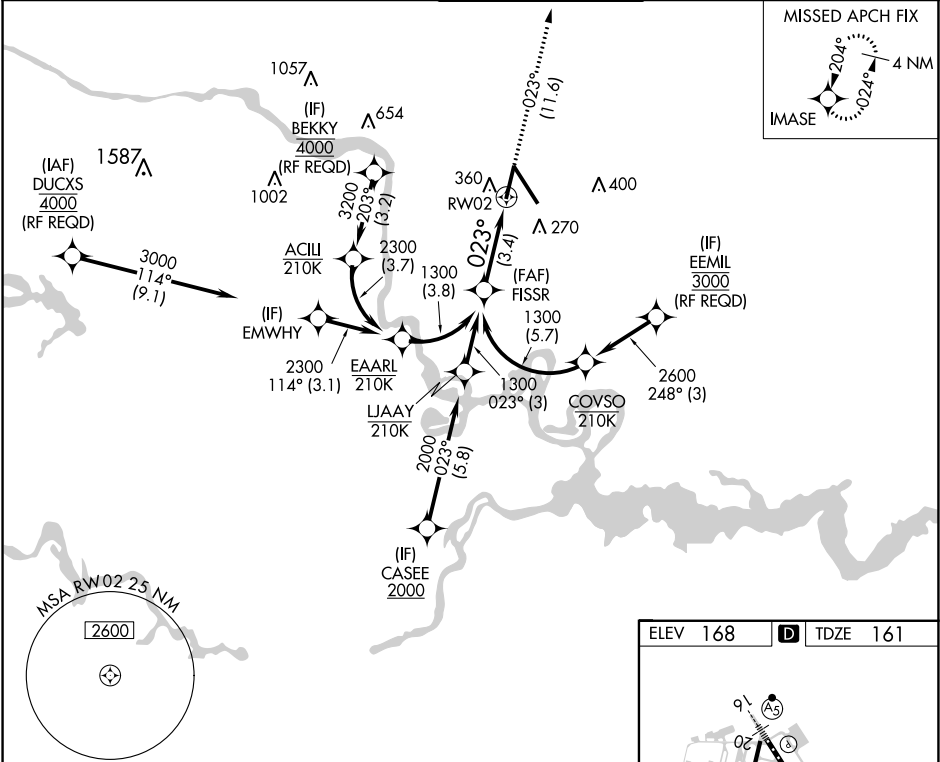 MISSED APCH FIX
204°
024°
4 NM
IMASE
023°
(11.6)
1057
(IF)
BEKKY
4000
(RF REQD)
654
1587
1002
(IAF)
DUCXS
4000
(RF REQD)
3000
114°
(9.1)
3200
203°
(3.2)
360
RW02
400
270
023°
(3.4)
ACILI
210K
2300
(3.7)
1300
(3.8)
(FAF)
FISSR
(IF)
EEMIL
3000
(RF REQD)
(IF)
EMWHY
2300
114° (3.1)
EAARL
210K
1300
(5.7)
LJAAY
210K
1300
023° (3)
COVSO
210K
2600
248° (3)
2000
023°
(5.8)
(IF)
CASEE
2000
MSA RW02 25 NM
2600
ELEV 168 D TDZE 161
16
A5
20